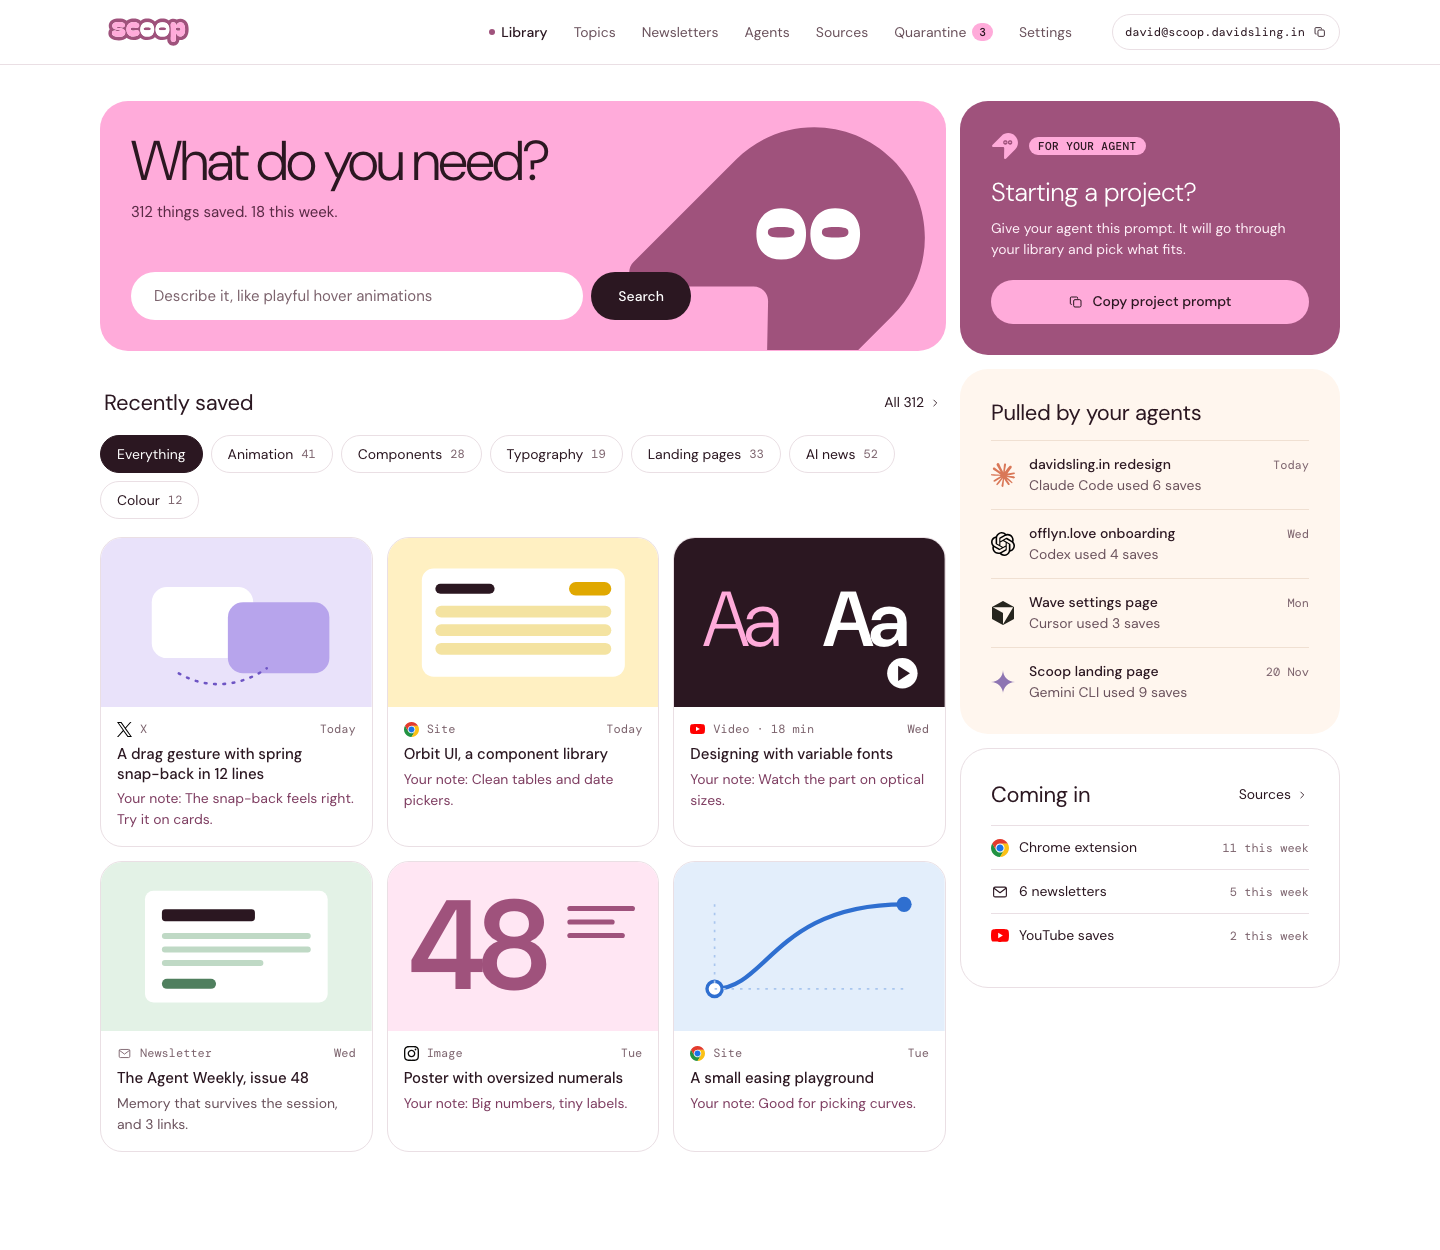 scoop
Library
Topics
Newsletters
Agents
Sources
Quarantine 3
Settings
david@scoop.davidsling.in
What do you need?
312 things saved. 18 this week.
Describe it, like playful hover animations
Search
FOR YOUR AGENT
Starting a project?
Give your agent this prompt. It will go through
your library and pick what fits.
Copy project prompt
Recently saved
All 312
Everything
Animation 41
Components 28
Typography 19
Landing pages 33
AI news 52
Colour 12
X Today
A drag gesture with spring
snap-back in 12 lines
Your note: The snap-back feels right.
Try it on cards.
Site Today
Orbit UI, a component library
Your note: Clean tables and date
pickers.
Aa Aa
Video · 18 min Wed
Designing with variable fonts
Your note: Watch the part on optical
sizes.
Newsletter Wed
The Agent Weekly, issue 48
Memory that survives the session,
and 3 links.
48
Image Tue
Poster with oversized numerals
Your note: Big numbers, tiny labels.
Site Tue
A small easing playground
Your note: Good for picking curves.
Pulled by your agents
davidsling.in redesign Today
Claude Code used 6 saves
offlyn.love onboarding Wed
Codex used 4 saves
Wave settings page Mon
Cursor used 3 saves
Scoop landing page 20 Nov
Gemini CLI used 9 saves
Coming in
Sources
Chrome extension 11 this week
6 newsletters 5 this week
YouTube saves 2 this week